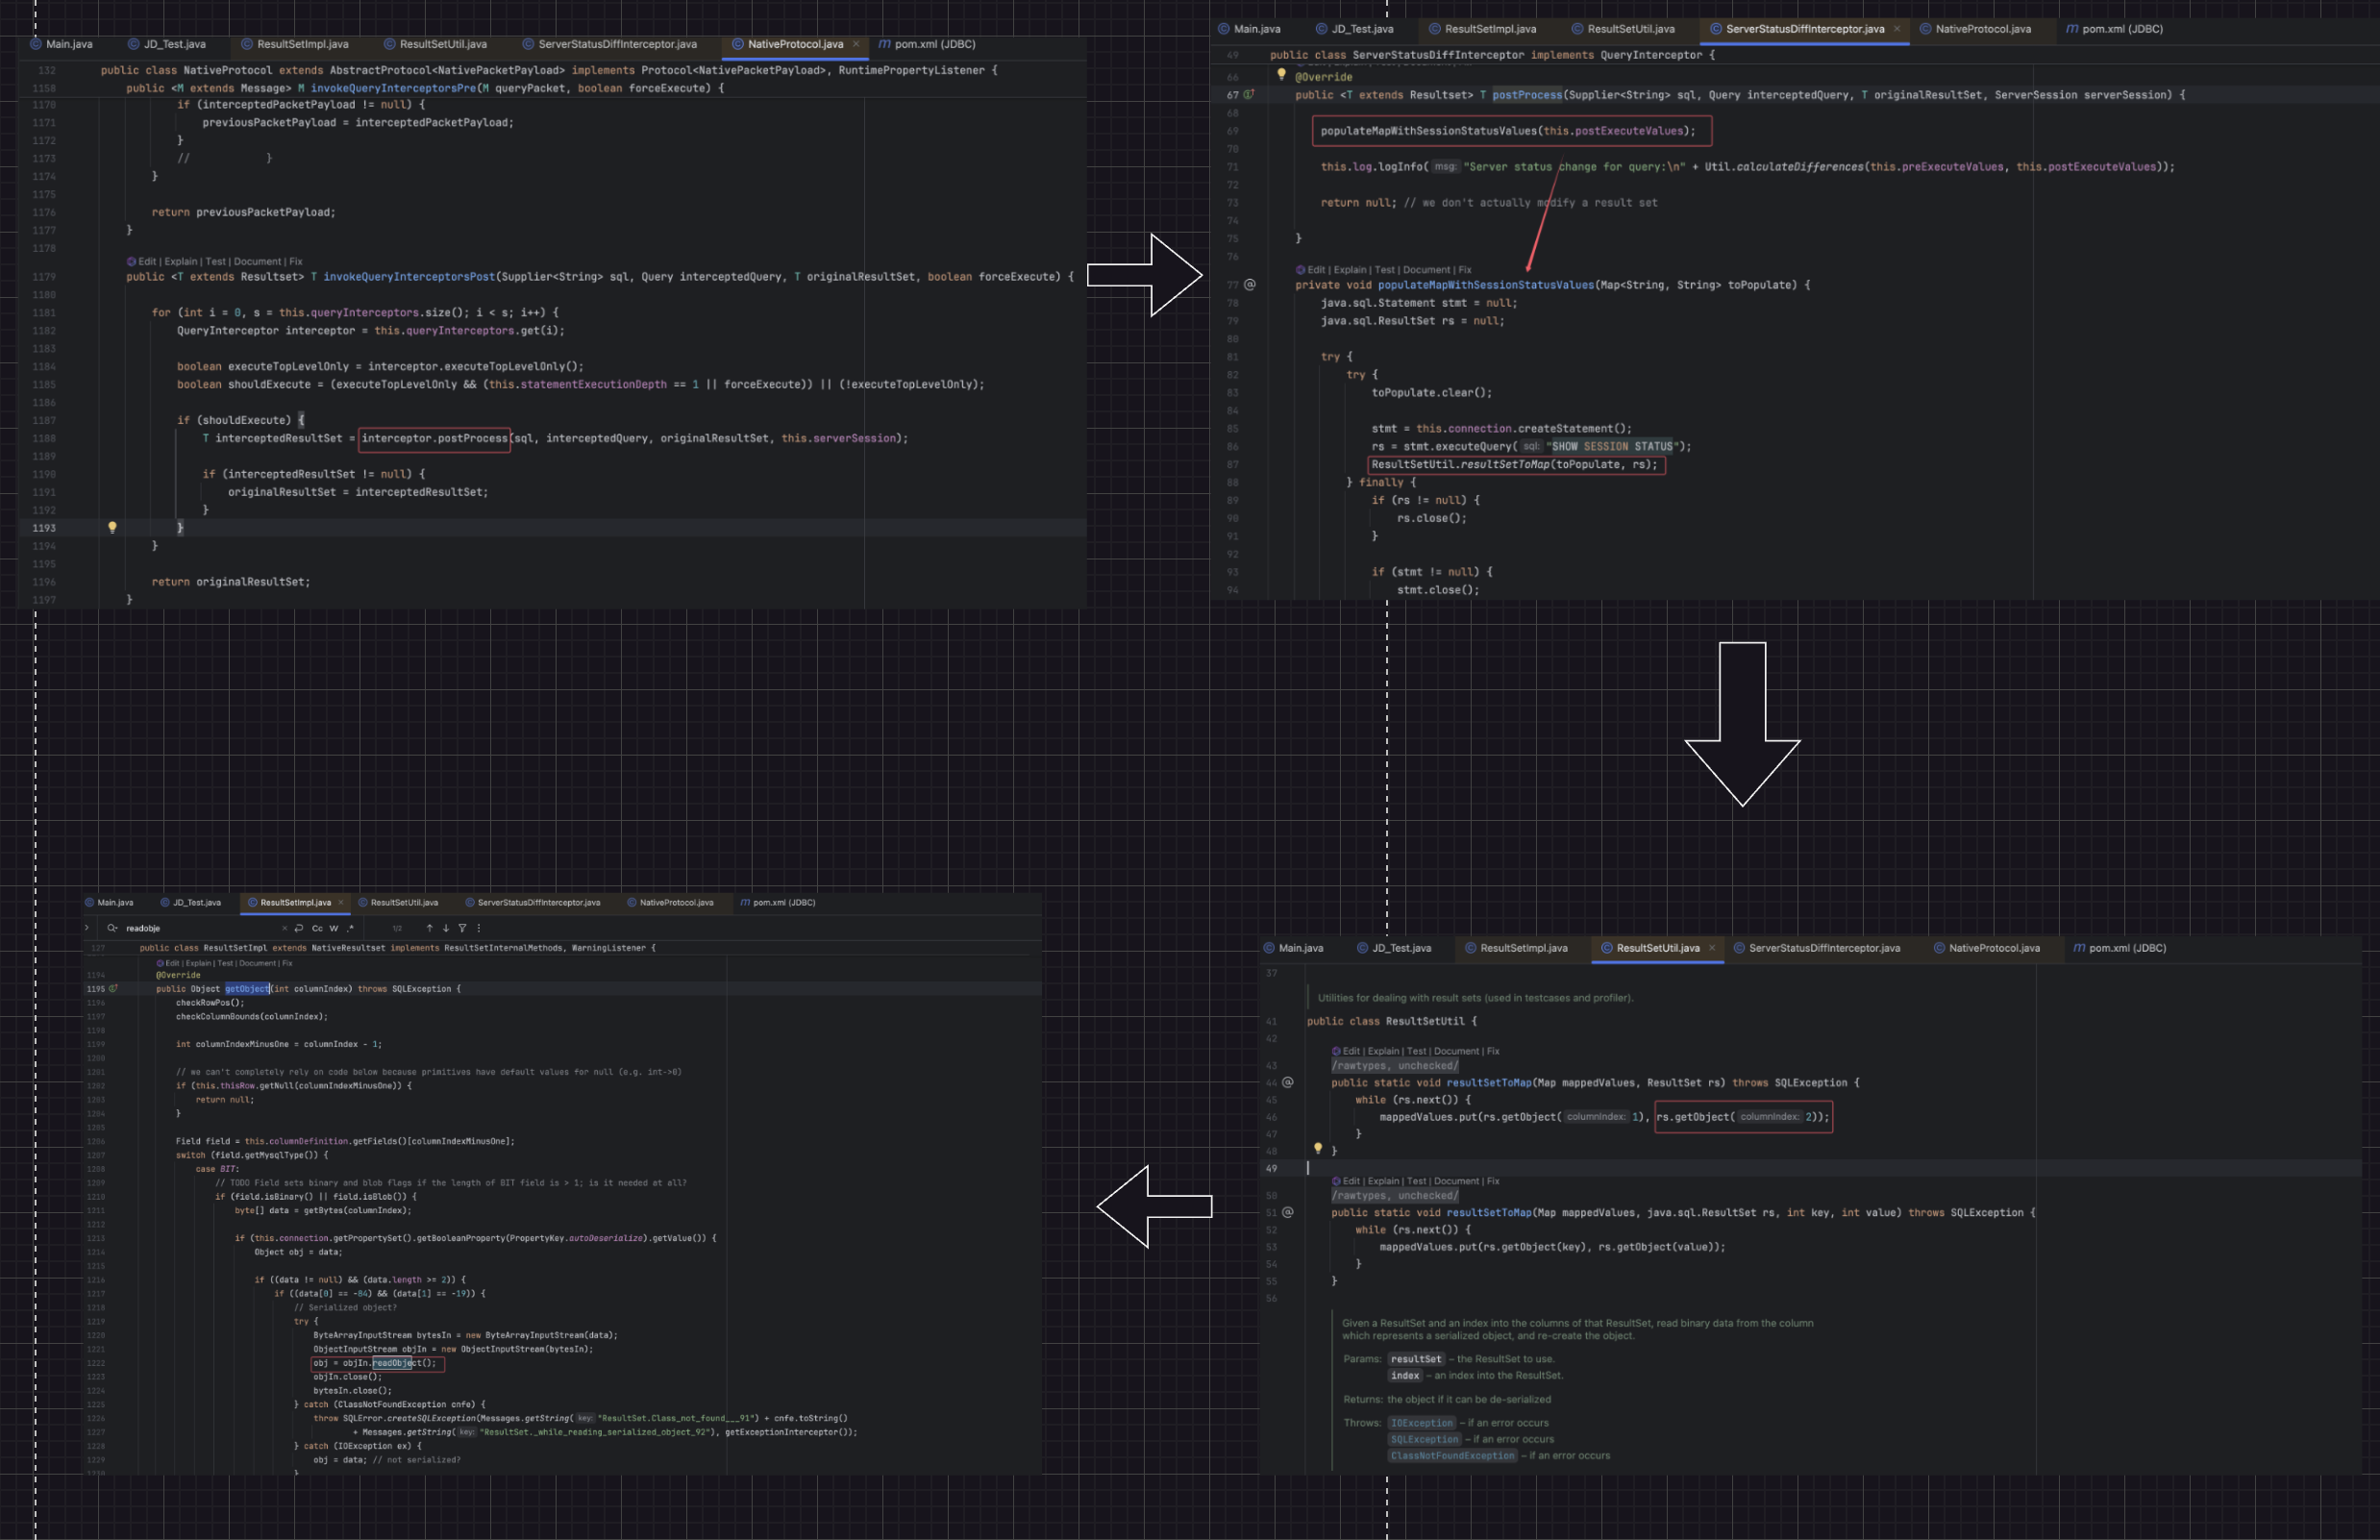 Main.java JD_Test.java ResultSetImpl.java ResultSetUtil.java ServerStatusDiffInterceptor.java NativeProtocol.java × m pom.xml (JDBC)
132 public class NativeProtocol extends AbstractProtocol<NativePacketPayload> implements Protocol<NativePacketPayload>, RuntimePropertyListener {
1158 public <M extends Message> M invokeQueryInterceptorsPre(M queryPacket, boolean forceExecute) {
1170 if (interceptedPacketPayload != null) {
1171 previousPacketPayload = interceptedPacketPayload;
1172 }
1173 // }
1174 }
1175
1176 return previousPacketPayload;
1177 }
1178
Edit | Explain | Test | Document | Fix
1179 public <T extends Resultset> T invokeQueryInterceptorsPost(Supplier<String> sql, Query interceptedQuery, T originalResultSet, boolean forceExecute) {
1180
1181 for (int i = 0, s = this.queryInterceptors.size(); i < s; i++) {
1182 QueryInterceptor interceptor = this.queryInterceptors.get(i);
1183
1184 boolean executeTopLevelOnly = interceptor.executeTopLevelOnly();
1185 boolean shouldExecute = (executeTopLevelOnly && (this.statementExecutionDepth == 1 || forceExecute)) || (!executeTopLevelOnly);
1186
1187 if (shouldExecute) {
1188 T interceptedResultSet = interceptor.postProcess(sql, interceptedQuery, originalResultSet, this.serverSession);
1189
1190 if (interceptedResultSet != null) {
1191 originalResultSet = interceptedResultSet;
1192 }
1193 }
1194 }
1195
1196 return originalResultSet;
1197 }
Main.java JD_Test.java ResultSetImpl.java ResultSetUtil.java ServerStatusDiffInterceptor.java × NativeProtocol.java m pom.xml (JDBC)
49 public class ServerStatusDiffInterceptor implements QueryInterceptor {
66 @Override
67 public <T extends Resultset> T postProcess(Supplier<String> sql, Query interceptedQuery, T originalResultSet, ServerSession serverSession) {
68
69 populateMapWithSessionStatusValues(this.postExecuteValues);
70
71 this.log.logInfo( msg: "Server status change for query:\n" + Util.calculateDifferences(this.preExecuteValues, this.postExecuteValues));
72
73 return null; // we don't actually modify a result set
74
75 }
76
Edit | Explain | Test | Document | Fix
77 @ private void populateMapWithSessionStatusValues(Map<String, String> toPopulate) {
78 java.sql.Statement stmt = null;
79 java.sql.ResultSet rs = null;
80
81 try {
82 try {
83 toPopulate.clear();
84
85 stmt = this.connection.createStatement();
86 rs = stmt.executeQuery( sql: "SHOW SESSION STATUS");
87 ResultSetUtil.resultSetToMap(toPopulate, rs);
88 } finally {
89 if (rs != null) {
90 rs.close();
91 }
92
93 if (stmt != null) {
94 stmt.close();
Main.java JD_Test.java ResultSetImpl.java × ResultSetUtil.java ServerStatusDiffInterceptor.java NativeProtocol.java m pom.xml (JDBC)
readobje × Cc W .* 1/2
127 public class ResultSetImpl extends NativeResultset implements ResultSetInternalMethods, WarningListener {
Edit | Explain | Test | Document | Fix
1194 @Override
1195 public Object getObject(int columnIndex) throws SQLException {
1196 checkRowPos();
1197 checkColumnBounds(columnIndex);
1198
1199 int columnIndexMinusOne = columnIndex - 1;
1200
1201 // we can't completely rely on code below because primitives have default values for null (e.g. int->0)
1202 if (this.thisRow.getNull(columnIndexMinusOne)) {
1203 return null;
1204 }
1205
1206 Field field = this.columnDefinition.getFields()[columnIndexMinusOne];
1207 switch (field.getMysqlType()) {
1208 case BIT:
1209 // TODO Field sets binary and blob flags if the length of BIT field is > 1; is it needed at all?
1210 if (field.isBinary() || field.isBlob()) {
1211 byte[] data = getBytes(columnIndex);
1212
1213 if (this.connection.getPropertySet().getBooleanProperty(PropertyKey.autoDeserialize).getValue()) {
1214 Object obj = data;
1215
1216 if ((data != null) && (data.length >= 2)) {
1217 if ((data[0] == -84) && (data[1] == -19)) {
1218 // Serialized object?
1219 try {
1220 ByteArrayInputStream bytesIn = new ByteArrayInputStream(data);
1221 ObjectInputStream objIn = new ObjectInputStream(bytesIn);
1222 obj = objIn.readObject();
1223 objIn.close();
1224 bytesIn.close();
1225 } catch (ClassNotFoundException cnfe) {
1226 throw SQLError.createSQLException(Messages.getString( key: "ResultSet.Class_not_found___91") + cnfe.toString()
1227 + Messages.getString( key: "ResultSet._while_reading_serialized_object_92"), getExceptionInterceptor());
1228 } catch (IOException ex) {
1229 obj = data; // not serialized?
1230 }
Main.java JD_Test.java ResultSetImpl.java ResultSetUtil.java × ServerStatusDiffInterceptor.java NativeProtocol.java m pom.xml (JDBC)
37
Utilities for dealing with result sets (used in testcases and profiler).
41 public class ResultSetUtil {
42
Edit | Explain | Test | Document | Fix
43 /rawtypes, unchecked/
44 @ public static void resultSetToMap(Map mappedValues, ResultSet rs) throws SQLException {
45 while (rs.next()) {
46 mappedValues.put(rs.getObject( columnIndex: 1), rs.getObject( columnIndex: 2));
47 }
48 }
49
Edit | Explain | Test | Document | Fix
50 /rawtypes, unchecked/
51 @ public static void resultSetToMap(Map mappedValues, java.sql.ResultSet rs, int key, int value) throws SQLException {
52 while (rs.next()) {
53 mappedValues.put(rs.getObject(key), rs.getObject(value));
54 }
55 }
56
Given a ResultSet and an index into the columns of that ResultSet, read binary data from the column
which represents a serialized object, and re-create the object.
Params: resultSet – the ResultSet to use.
index – an index into the ResultSet.
Returns: the object if it can be de-serialized
Throws: IOException – if an error occurs
SQLException – if an error occurs
ClassNotFoundException – if an error occurs